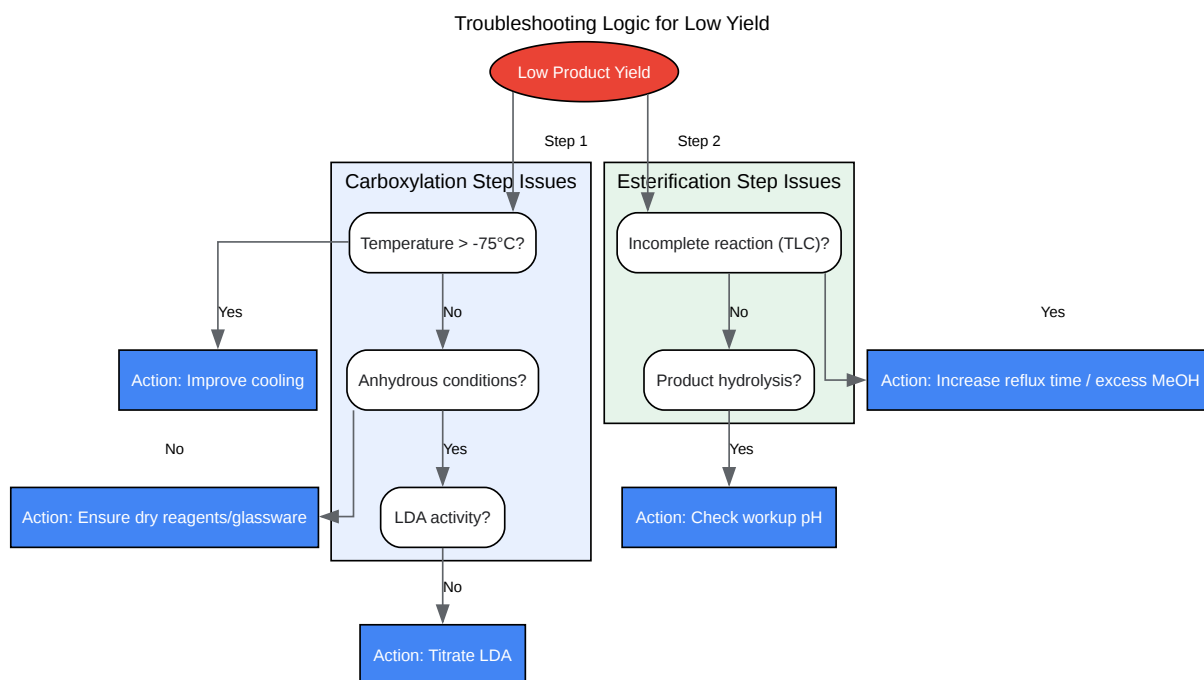 Troubleshooting Logic for Low Yield
Low Product Yield
Step 1
Step 2
Carboxylation Step Issues
Esterification Step Issues
Temperature > -75°C?
Incomplete reaction (TLC)?
Yes
No
No
Yes
Action: Improve cooling
Anhydrous conditions?
Product hydrolysis?
Action: Increase reflux time / excess MeOH
No
Yes
Yes
Action: Ensure dry reagents/glassware
LDA activity?
Action: Check workup pH
No
Action: Titrate LDA